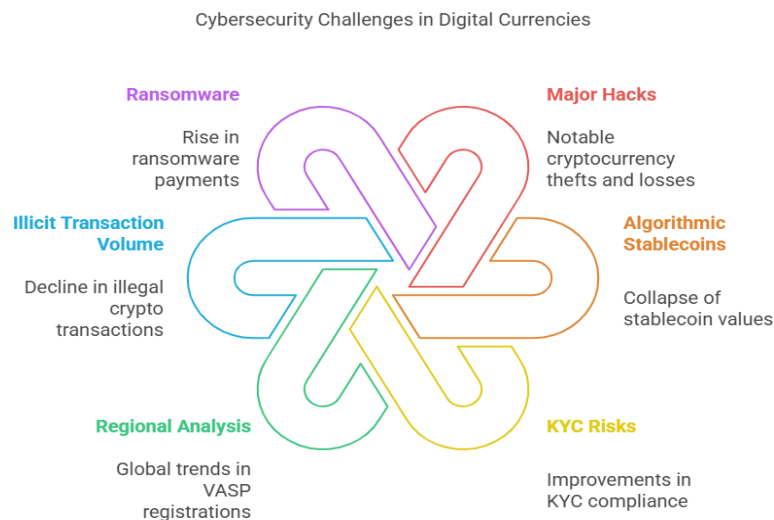 Cybersecurity Challenges in Digital Currencies
Ransomware
Rise in
ransomware
payments
Major Hacks
Notable
cryptocurrency
thefts and losses
Illicit Transaction
Volume
Decline in illegal
crypto
transactions
Algorithmic
Stablecoins
Collapse of
stablecoin values
Regional Analysis
Global trends in
VASP
registrations
KYC Risks
Improvements in
KYC compliance